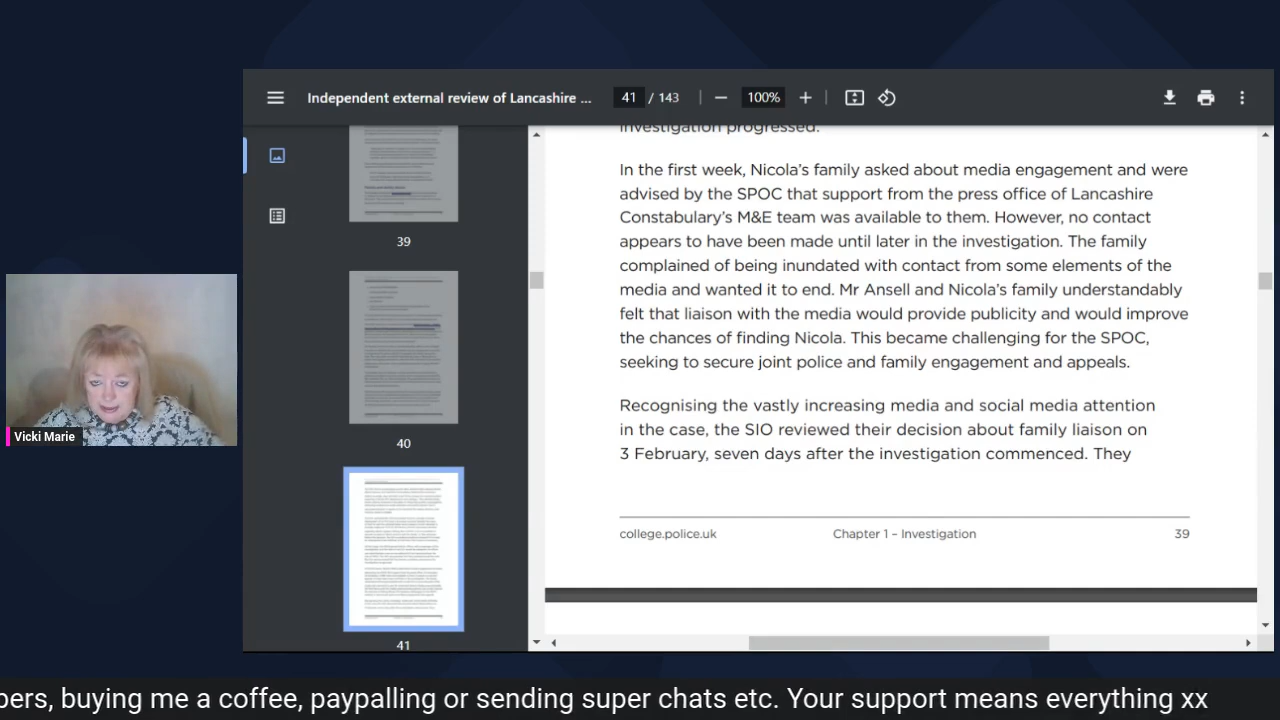 Independent external review of Lancashire ...
41 / 143
100%
39
40
41
investigation progressed.
In the first week, Nicola's family asked about media engagement and were
advised by the SPOC that support from the press office of Lancashire
Constabulary's M&E team was available to them. However, no contact
appears to have been made until later in the investigation. The family
complained of being inundated with contact from some elements of the
media and wanted it to end. Mr Ansell and Nicola's family understandably
felt that liaison with the media would provide publicity and would improve
the chances of finding Nicola. This became challenging for the SPOC,
seeking to secure joint police and family engagement and appeals.
Recognising the vastly increasing media and social media attention
in the case, the SIO reviewed their decision about family liaison on
3 February, seven days after the investigation commenced. They
college.police.uk Chapter 1 – Investigation 39
Vicki Marie
bers, buying me a coffee, paypalling or sending super chats etc. Your support means everything xx